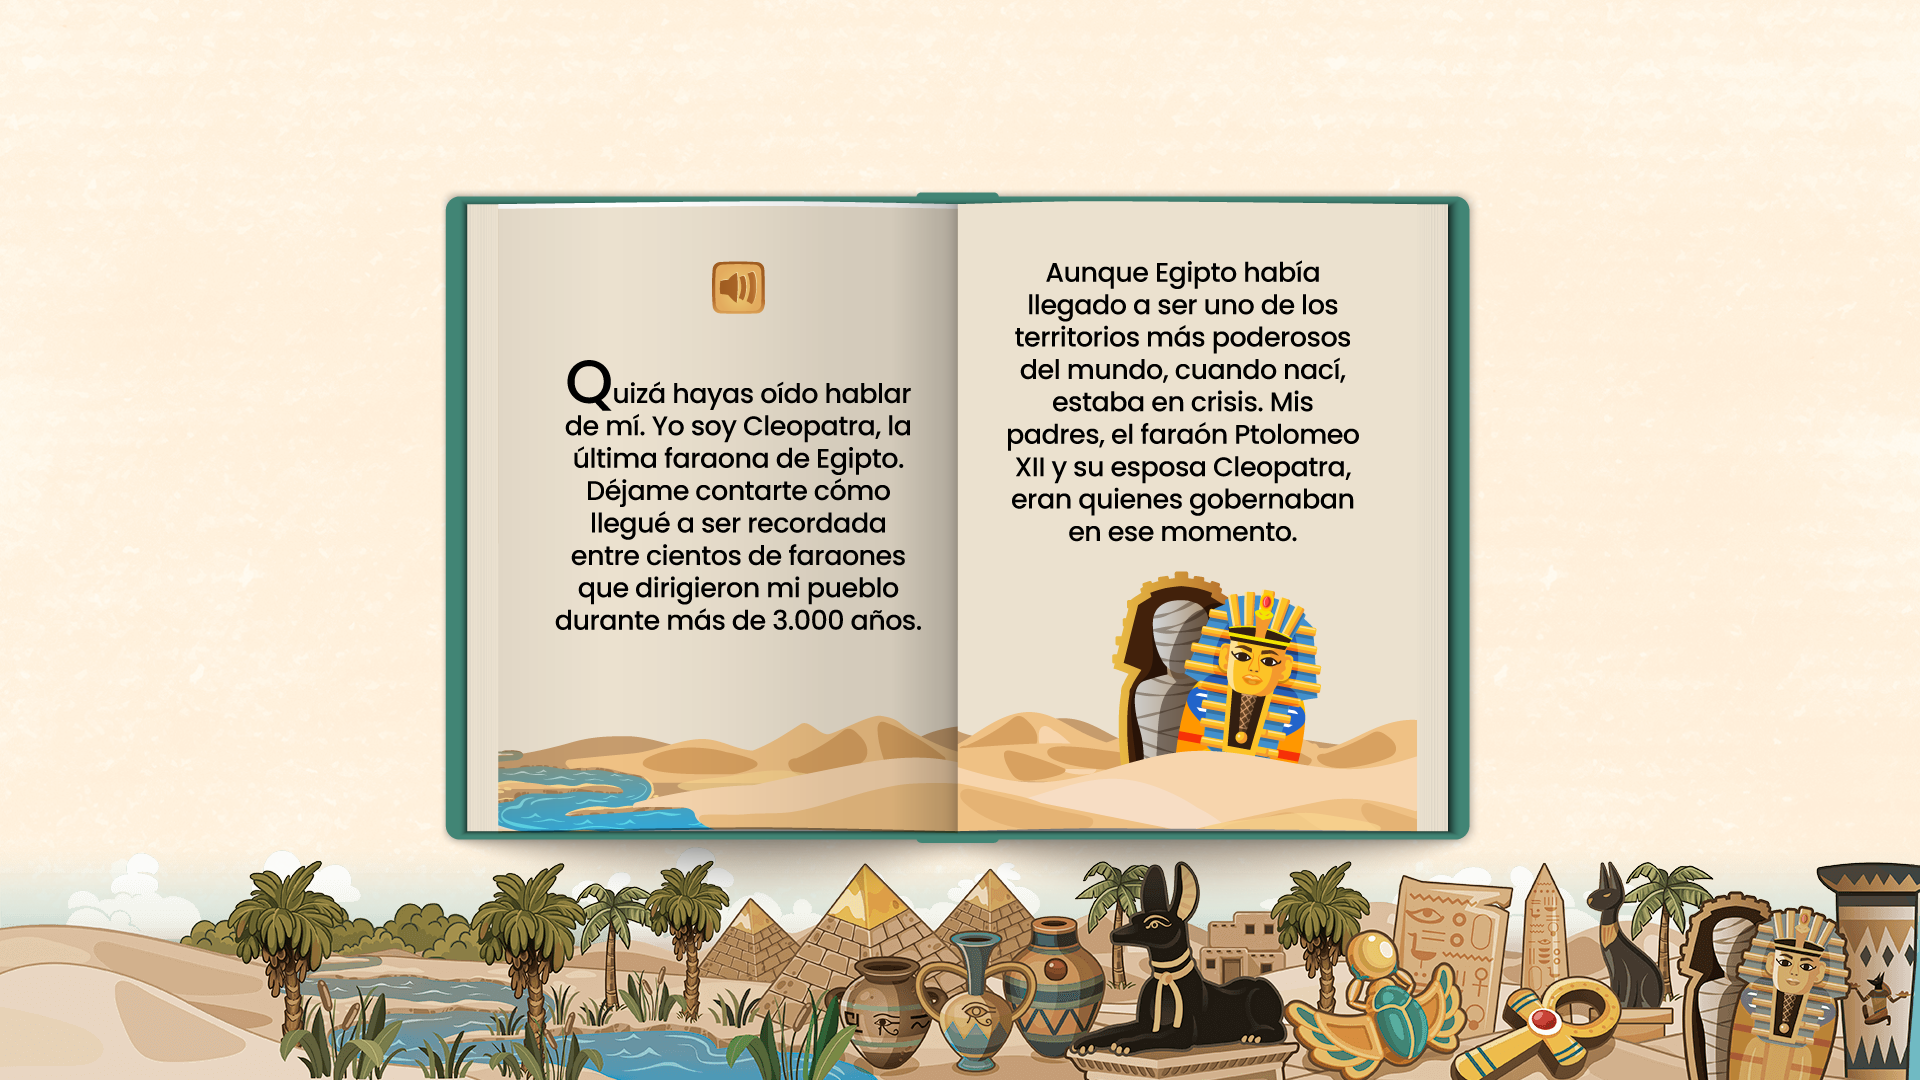 Quizá hayas oído hablar
de mí. Yo soy Cleopatra, la
última faraona de Egipto.
Déjame contarte cómo
llegué a ser recordada
entre cientos de faraones
que dirigieron mi pueblo
durante más de 3.000 años.
Aunque Egipto había
llegado a ser uno de los
territorios más poderosos
del mundo, cuando nací,
estaba en crisis. Mis
padres, el faraón Ptolomeo
XII y su esposa Cleopatra,
eran quienes gobernaban
en ese momento.